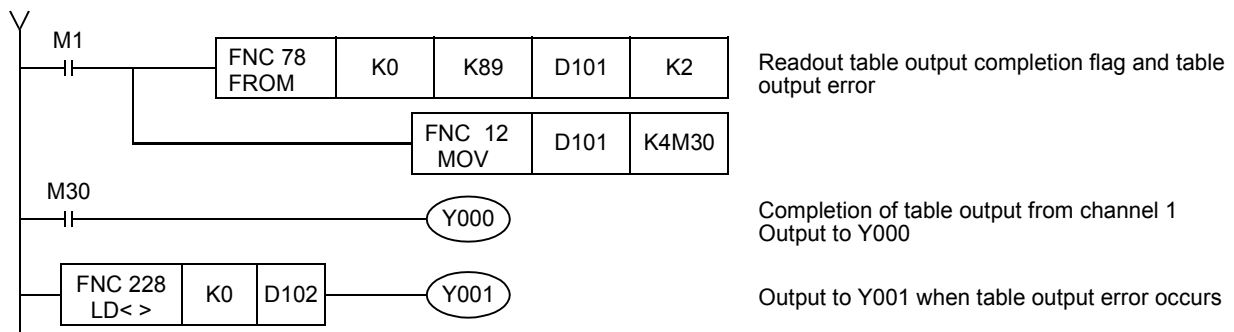 M1
FNC 78 K0 K89 D101 K2 Readout table output completion flag and table
FROM output error
FNC 12 D101 K4M30
MOV
M30
Y000 Completion of table output from channel 1
Output to Y000
FNC 228 K0 D102 Y001 Output to Y001 when table output error occurs
LD< >